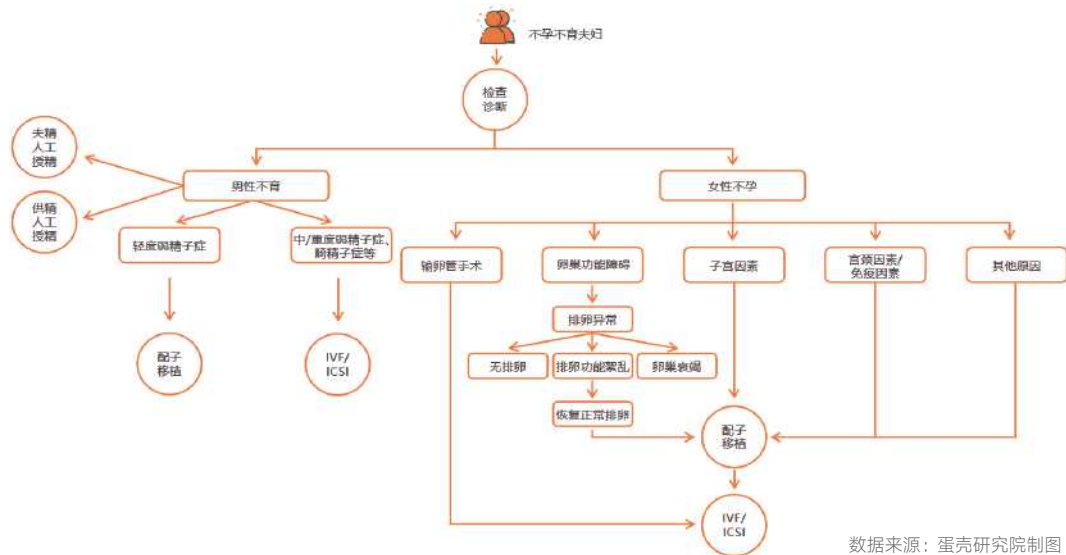 不孕不育夫妇
检查
诊断
夫精
人工
授精
供精
人工
授精
男性不育
女性不孕
轻度弱精子症
中/重度弱精子症、
畸精子症等
输卵管手术
卵巢功能障碍
子宫因素
宫颈因素/
免疫因素
其他原因
排卵异常
无排卵
排卵功能紊乱
卵巢衰竭
恢复正常排卵
配子
移植
IVF/
ICSI
配子
移植
IVF/
ICSI
数据来源：蛋壳研究院制图